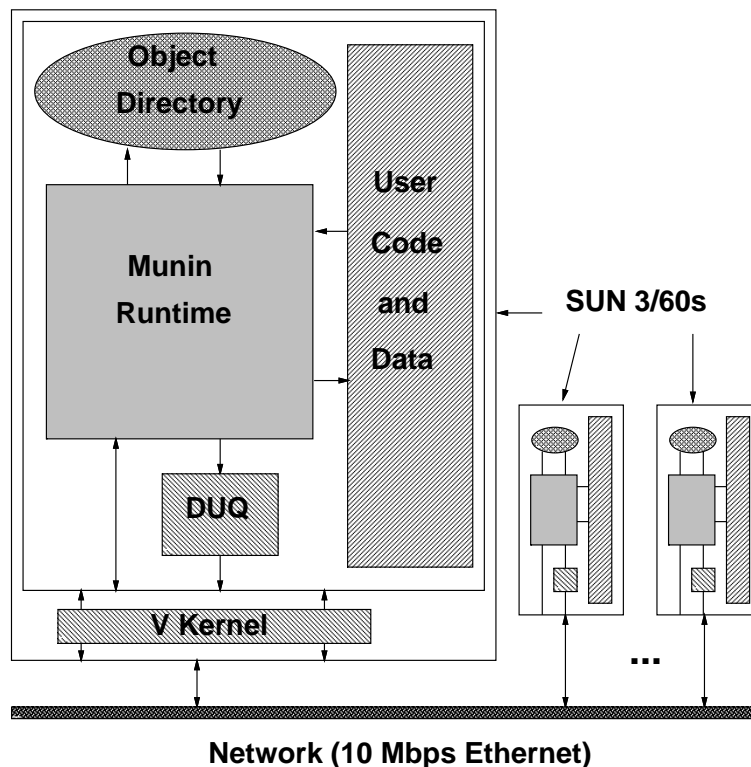 Object
Directory
User
Code
and
Data
Munin
Runtime
SUN 3/60s
DUQ
V Kernel
...
Network (10 Mbps Ethernet)